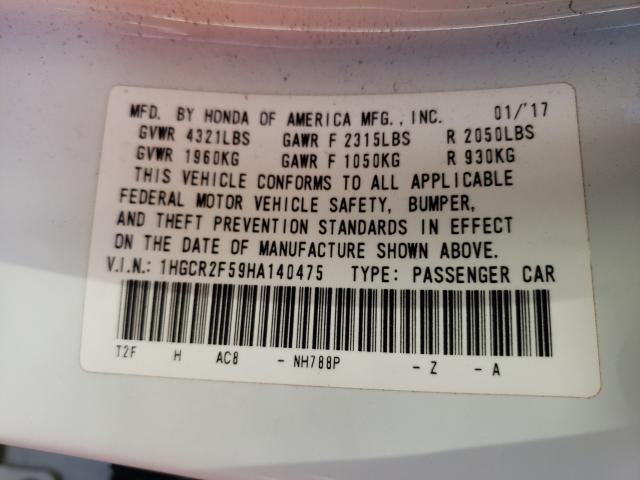 MFD. BY HONDA OF AMERICA MFG., INC. 01/'17
GVWR 4321LBS GAWR F 2315LBS R 2050LBS
GVWR 1960KG GAWR F 1050KG R 930KG
THIS VEHICLE CONFORMS TO ALL APPLICABLE
FEDERAL MOTOR VEHICLE SAFETY, BUMPER,
AND THEFT PREVENTION STANDARDS IN EFFECT
ON THE DATE OF MANUFACTURE SHOWN ABOVE.
V.I.N.: 1HGCR2F59HA140475 TYPE: PASSENGER CAR
T2F H AC8 - NH788P - Z - A